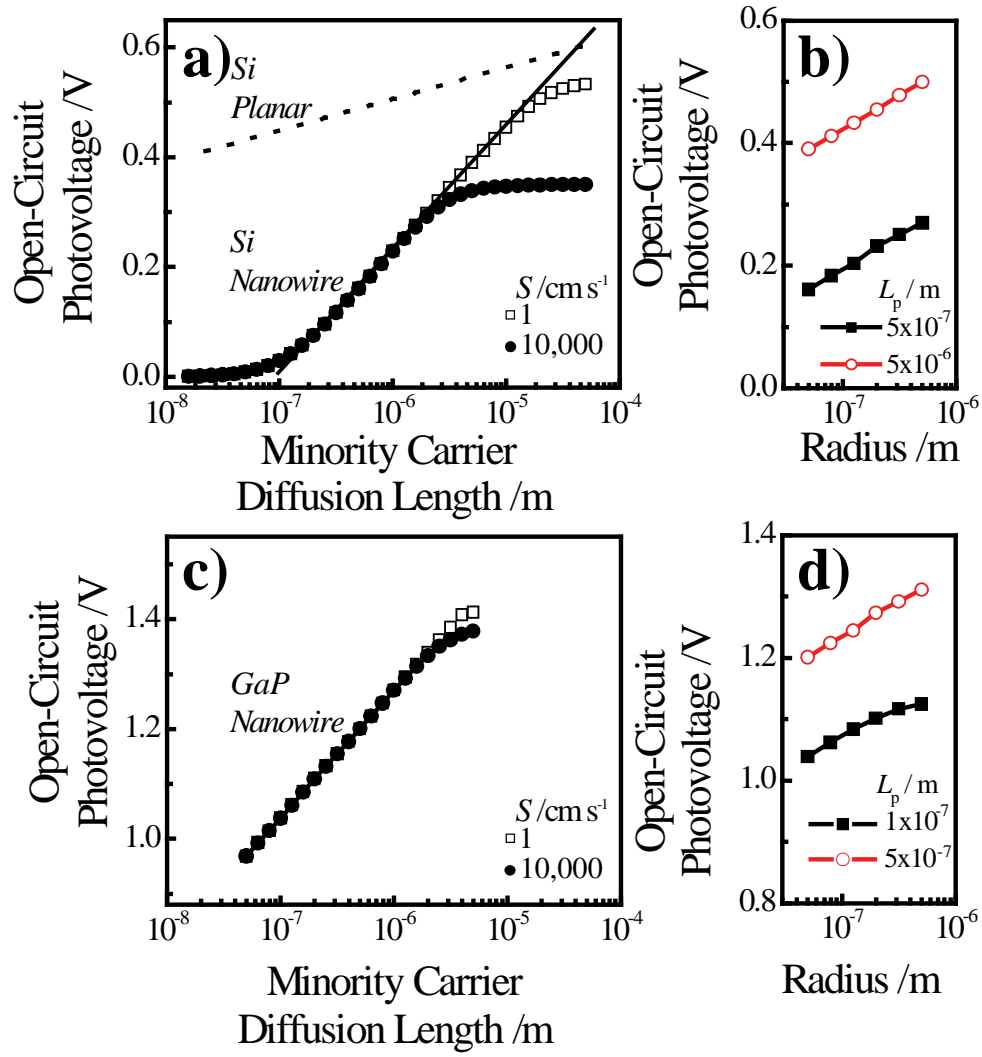 a)
Open-Circuit
Photovoltage /V
0.6
0.4
0.2
0.0
Si
Planar
Si
Nanowire
S /cm s⁻¹
1
10,000
10⁻⁸ 10⁻⁷ 10⁻⁶ 10⁻⁵ 10⁻⁴
Minority Carrier
Diffusion Length /m
b)
Open-Circuit
Photovoltage /V
0.6
0.4
0.2
0.0
Lₚ / m
5x10⁻⁷
5x10⁻⁶
10⁻⁷ 10⁻⁶
Radius /m
c)
Open-Circuit
Photovoltage /V
1.4
1.2
1.0
GaP
Nanowire
S /cm s⁻¹
1
10,000
10⁻⁸ 10⁻⁷ 10⁻⁶ 10⁻⁵ 10⁻⁴
Minority Carrier
Diffusion Length /m
d)
Open-Circuit
Photovoltage /V
1.4
1.2
1.0
0.8
Lₚ / m
1x10⁻⁷
5x10⁻⁷
10⁻⁷ 10⁻⁶
Radius /m